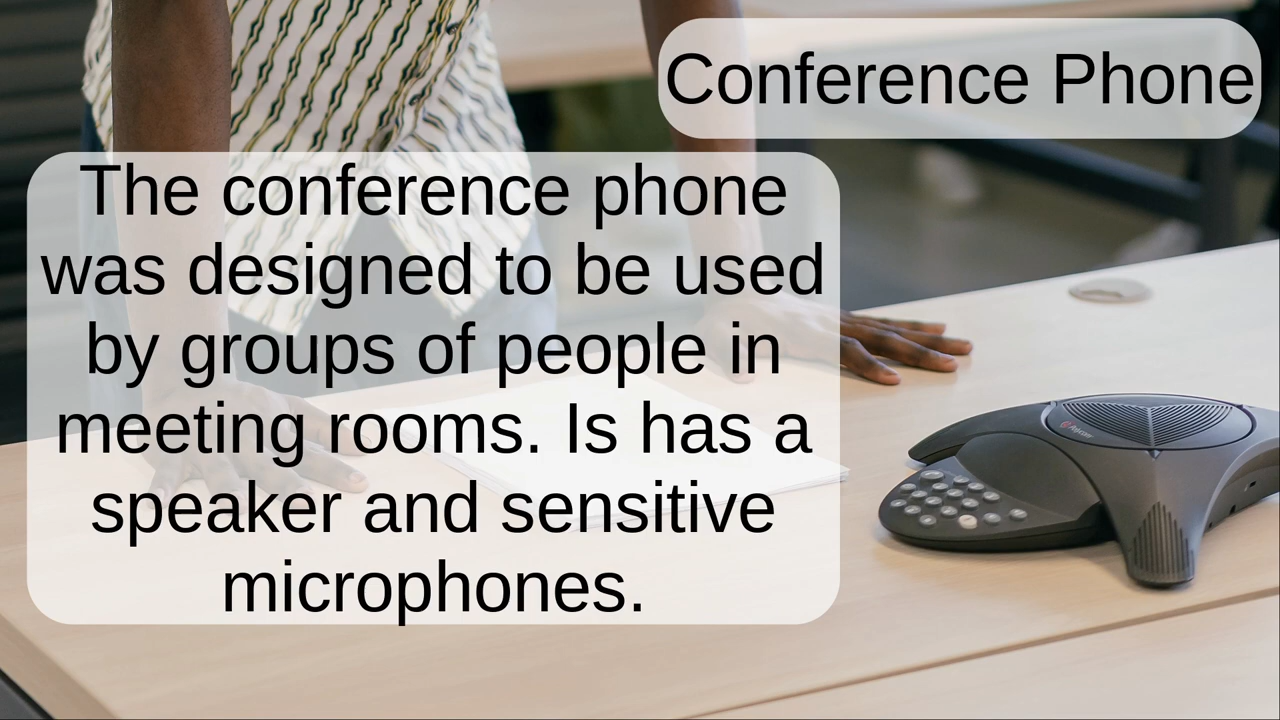 Conference Phone
The conference phone
was designed to be used
by groups of people in
meeting rooms. Is has a
speaker and sensitive
microphones.
Polycom